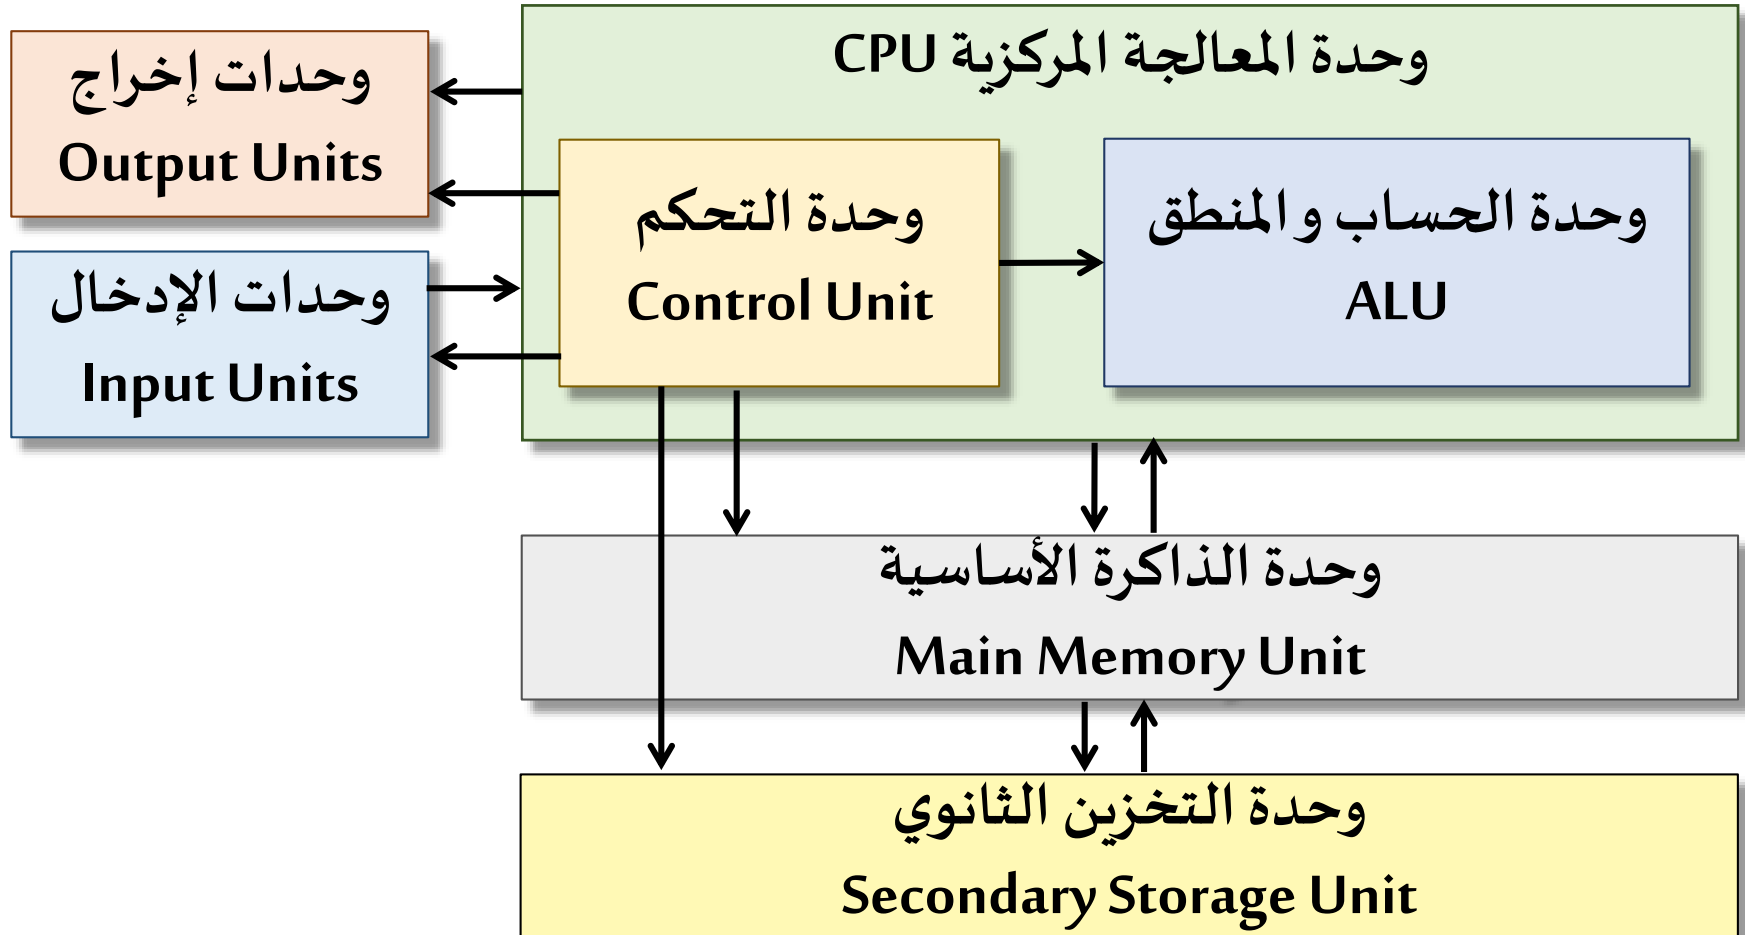 وحدة المعالجة المركزية CPU
وحدات إخراج
Output Units
وحدة التحكم
Control Unit
وحدة الحساب والمنطق
ALU
وحدات الإدخال
Input Units
وحدة الذاكرة الأساسية
Main Memory Unit
وحدة التخزين الثانوي
Secondary Storage Unit